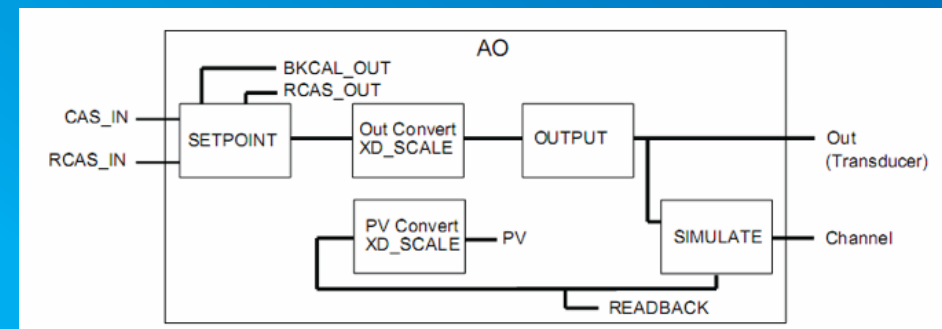 AO
BKCAL_OUT
RCAS_OUT
CAS_IN
RCAS_IN
SETPOINT
Out Convert
XD_SCALE
OUTPUT
Out
(Transducer)
PV Convert
XD_SCALE
PV
SIMULATE
Channel
READBACK